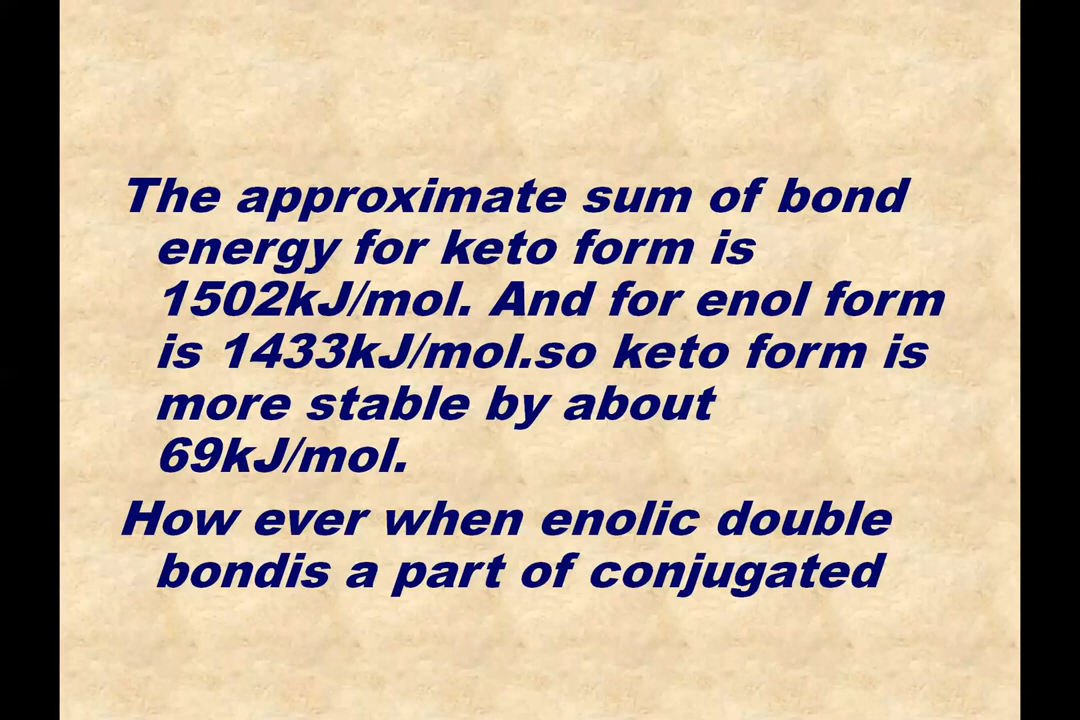 The approximate sum of bond
energy for keto form is
1502kJ/mol. And for enol form
is 1433kJ/mol.so keto form is
more stable by about
69kJ/mol.
How ever when enolic double
bondis a part of conjugated